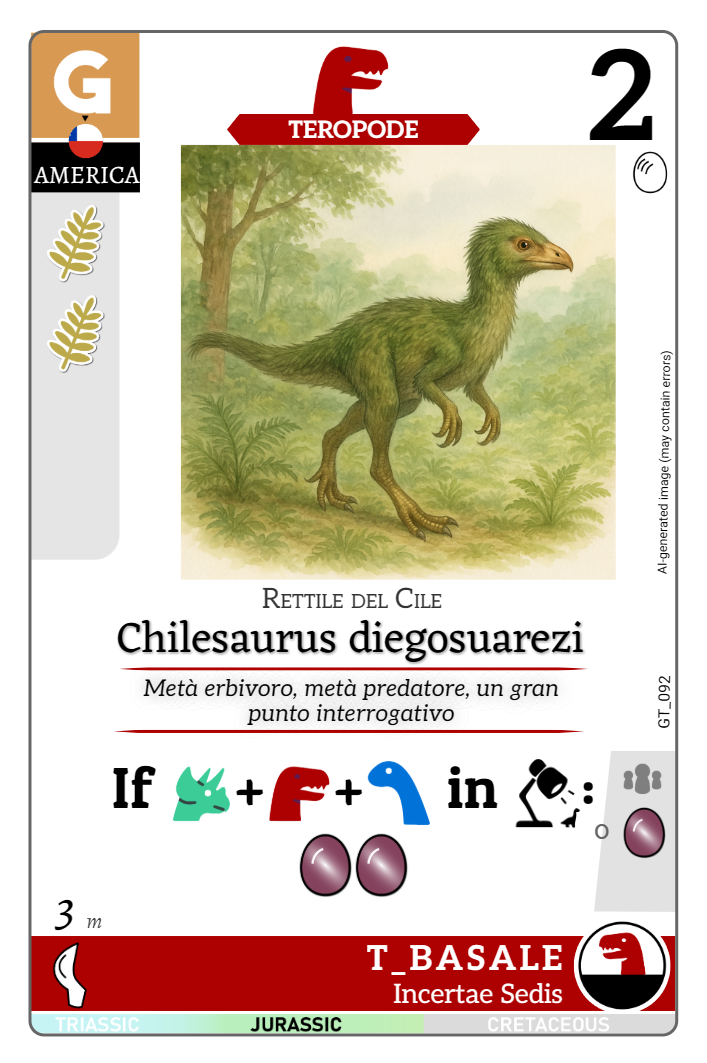 G
AMERICA
TEROPODE
2
AI-generated image (may contain errors)
Rettile del Cile
Chilesaurus diegosuarezi
Metà erbivoro, metà predatore, un gran
punto interrogativo
GT_092
If + + in :
o
3 m
T_BASALE
Incertae Sedis
TRIASSIC JURASSIC CRETACEOUS